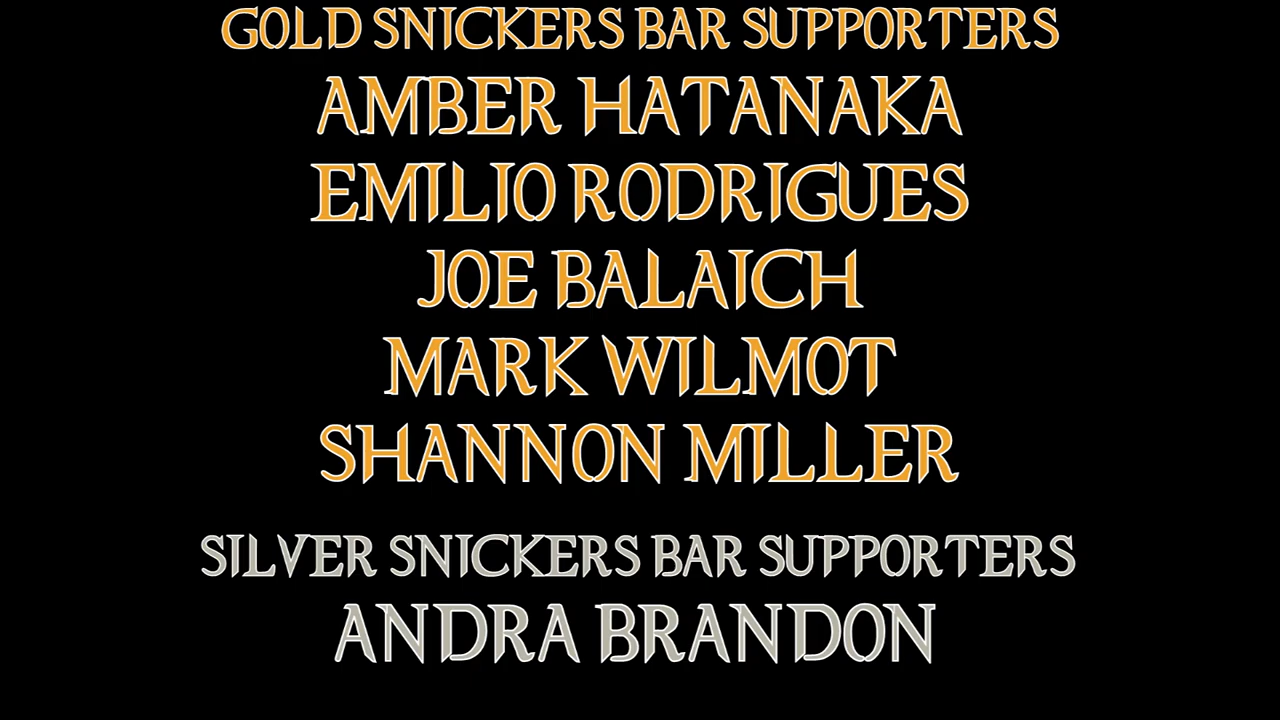 GOLD SNICKERS BAR SUPPORTERS
AMBER HATANAKA
EMILIO RODRIGUES
JOE BALAICH
MARK WILMOT
SHANNON MILLER
SILVER SNICKERS BAR SUPPORTERS
ANDRA BRANDON